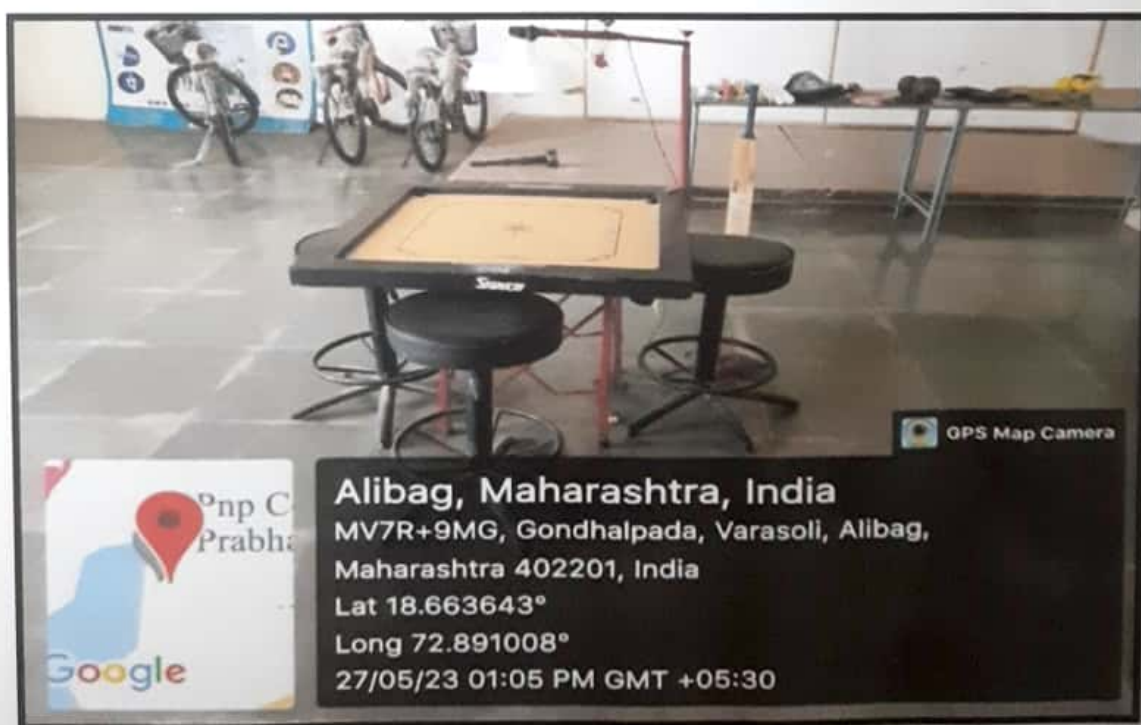 GPS Map Camera
Pnp C
Prabha
Google
Alibag, Maharashtra, India
MV7R+9MG, Gondhalpada, Varasoli, Alibag,
Maharashtra 402201, India
Lat 18.663643°
Long 72.891008°
27/05/23 01:05 PM GMT +05:30